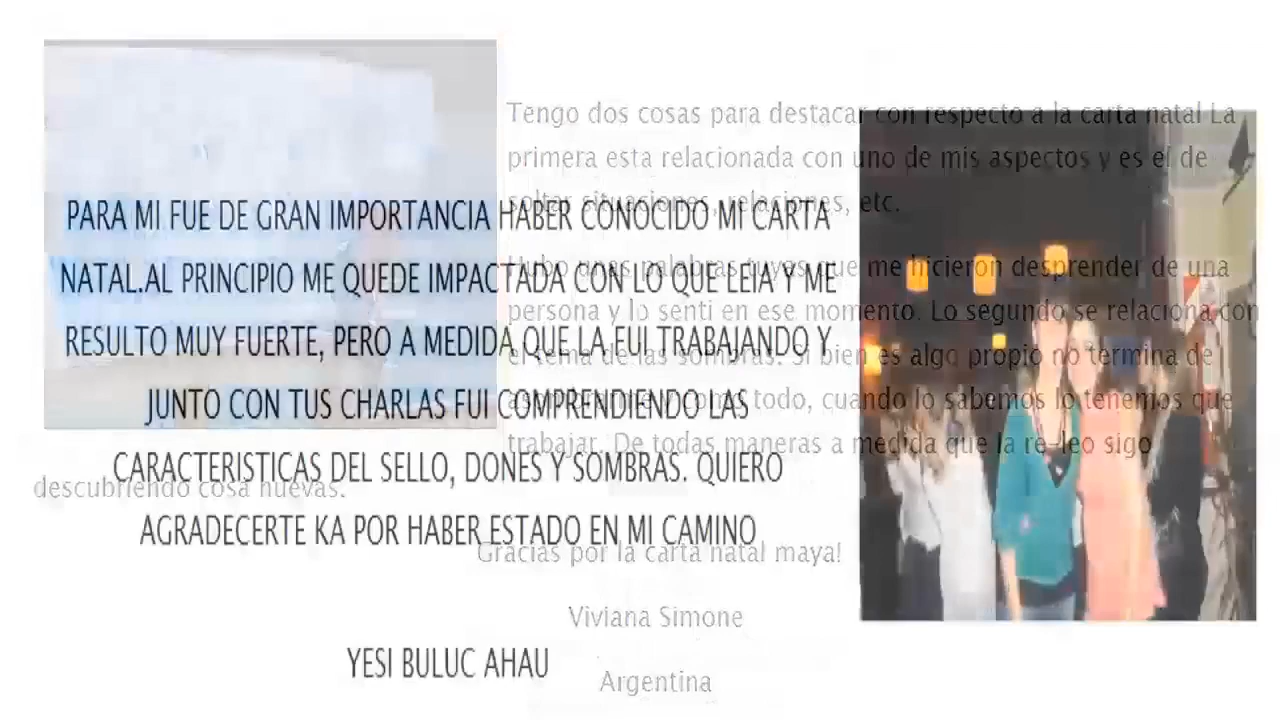 PARA MI FUE DE GRAN IMPORTANCIA HABER CONOCIDO MI CARTA
NATAL.AL PRINCIPIO ME QUEDE IMPACTADA CON LO QUE LEIA Y ME
RESULTO MUY FUERTE, PERO A MEDIDA QUE LA FUI TRABAJANDO Y
JUNTO CON TUS CHARLAS FUI COMPRENDIENDO LAS
CARACTERISTICAS DEL SELLO, DONES Y SOMBRAS. QUIERO
AGRADECERTE KA POR HABER ESTADO EN MI CAMINO
YESI BULUC AHAU
Tengo dos cosas para destacar con respecto a la carta natal La
primera esta relacionada con uno de mis aspectos y es el de
soltar situaciones, relaciones, etc.
Hubo unas palabras tuyas que me hicieron desprender de una
persona y lo senti en ese momento. Lo segundo se relaciona con
el tema de las sombras. Si bien es algo propio no termina de
como todo, cuando lo sabemos lo tenemos que
trabajar. De todas maneras a medida que la re-leo sigo
descubriendo cosa nuevas.
Gracias por la carta natal maya!
Viviana Simone
Argentina